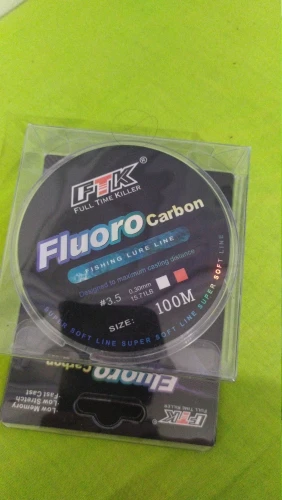 FTK®
FULL TIME KILLER
Fluoro Carbon
FISHING LURE LINE
Designed to maximum casting distance
#3.5
0.30mm
15.71LB
SIZE:
100M
SUPER SOFT LINE SUPER SOFT LINE SUPER SOFT LINE
Fluoro Carbon
FTK
FULL TIME KILLER
-Low Memory
-Low Stretch
-Fast Cast